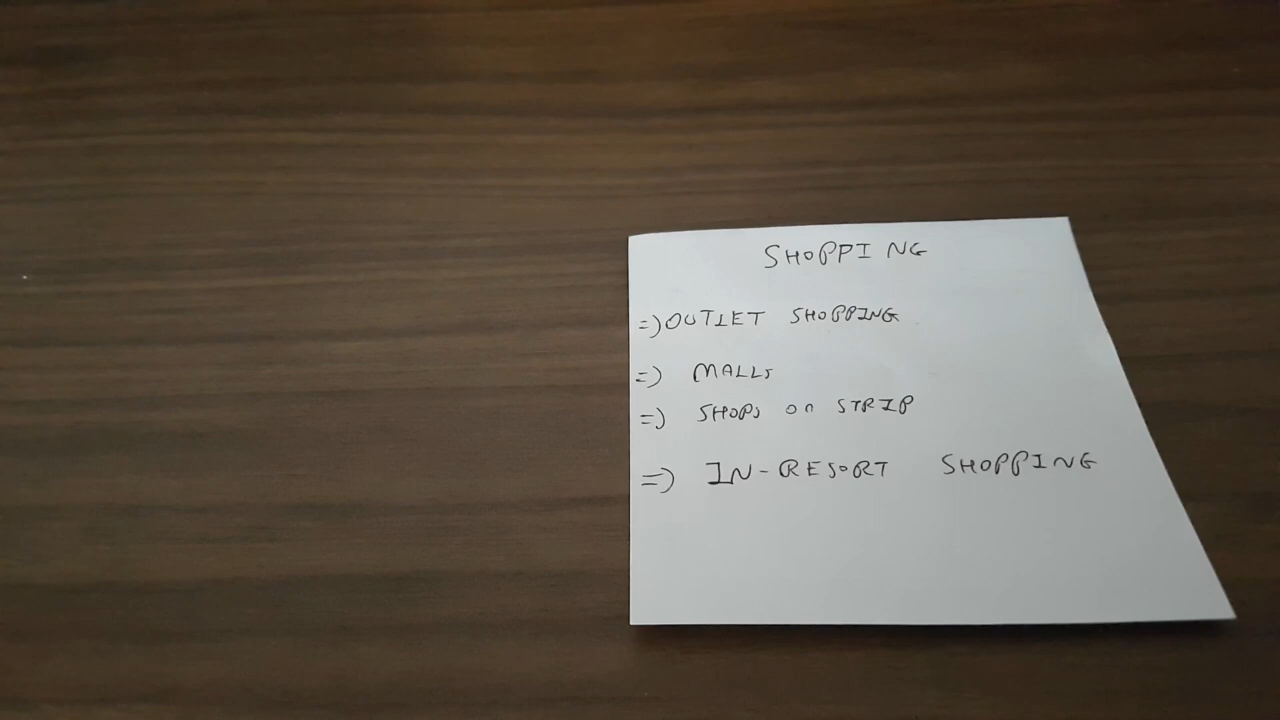 SHOPPING
=) OUTLET SHOPPING
=) MALLs
=) SHOPs on STRIP
=) IN-RESORT SHOPPING